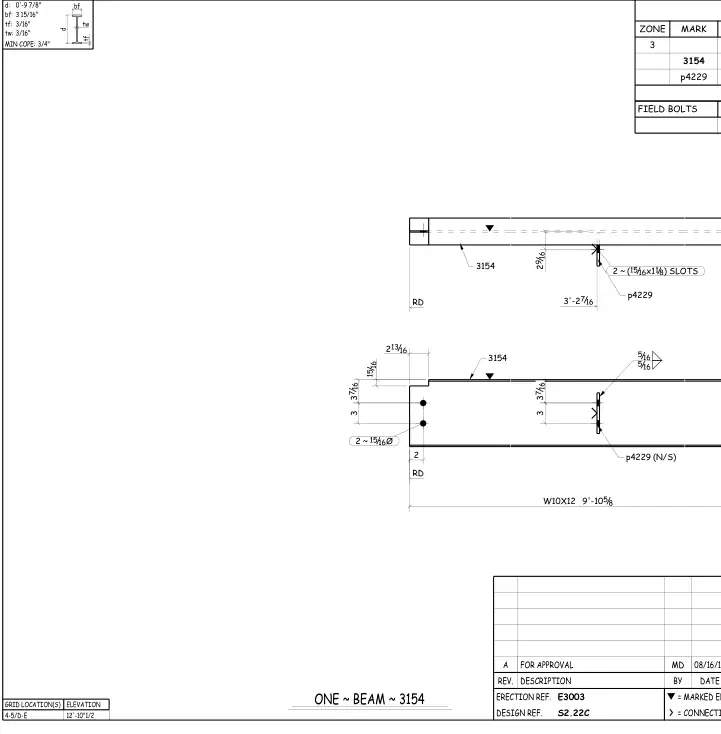 d: 0'-9 7/8"
bf: 3 15/16"
tf: 3/16"
tw: 3/16"
MIN COPE: 3/4"
bf
d
tw
tf
ZONE MARK
3
3154
p4229
FIELD BOLTS
3154
2 9/16
2 ~ (15/16x1 1/8) SLOTS
p4229
3'-2 7/16
RD
2 13/16
15/16
3154
5/16
5/16
3 7/16
3
3 7/16
3
2 ~ 15/16Ø
2
p4229 (N/S)
RD
W10X12 9'-10 5/8
A FOR APPROVAL MD 08/16/1
REV. DESCRIPTION BY DATE
ERECTION REF. E3003
= MARKED E
DESIGN REF. S2.22C
= CONNECTI
ONE ~ BEAM ~ 3154
GRID LOCATION(S) ELEVATION
4-5/D-E 12'-10"1/2